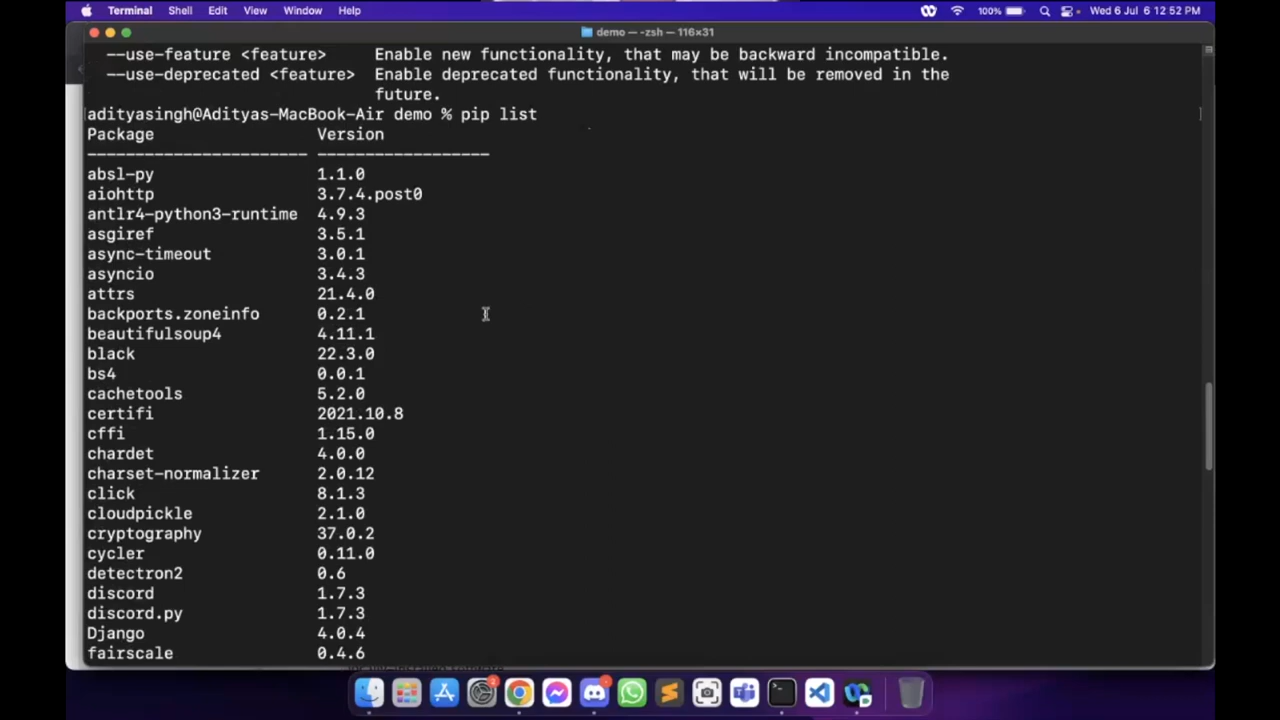 Terminal Shell Edit View Window Help 100% Wed 6 Jul 6 12 52 PM
demo — -zsh — 116×31
--use-feature <feature> Enable new functionality, that may be backward incompatible.
--use-deprecated <feature> Enable deprecated functionality, that will be removed in the
future.
adityasingh@Adityas-MacBook-Air demo % pip list
Package Version
----------------------- ------------------
absl-py 1.1.0
aiohttp 3.7.4.post0
antlr4-python3-runtime 4.9.3
asgiref 3.5.1
async-timeout 3.0.1
asyncio 3.4.3
attrs 21.4.0
backports.zoneinfo 0.2.1
beautifulsoup4 4.11.1
black 22.3.0
bs4 0.0.1
cachetools 5.2.0
certifi 2021.10.8
cffi 1.15.0
chardet 4.0.0
charset-normalizer 2.0.12
click 8.1.3
cloudpickle 2.1.0
cryptography 37.0.2
cycler 0.11.0
detectron2 0.6
discord 1.7.3
discord.py 1.7.3
Django 4.0.4
fairscale 0.4.6
2